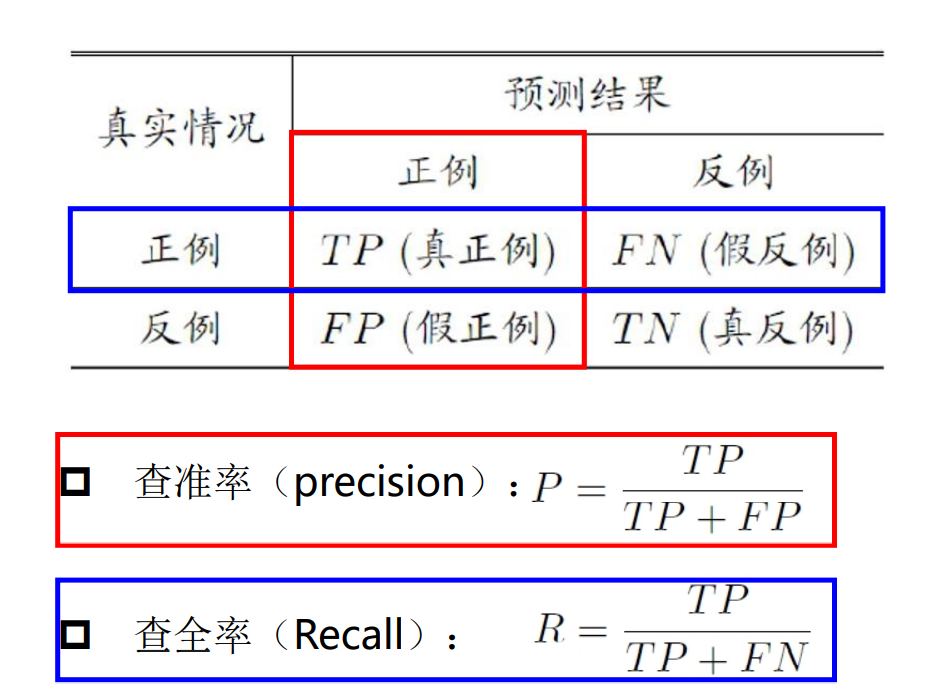 预测结果
真实情况
正例 反例
正例 TP (真正例) FN (假反例)
反例 FP (假正例) TN (真反例)
查准率（precision）：P = TP / (TP + FP)
查全率（Recall）： R = TP / (TP + FN)